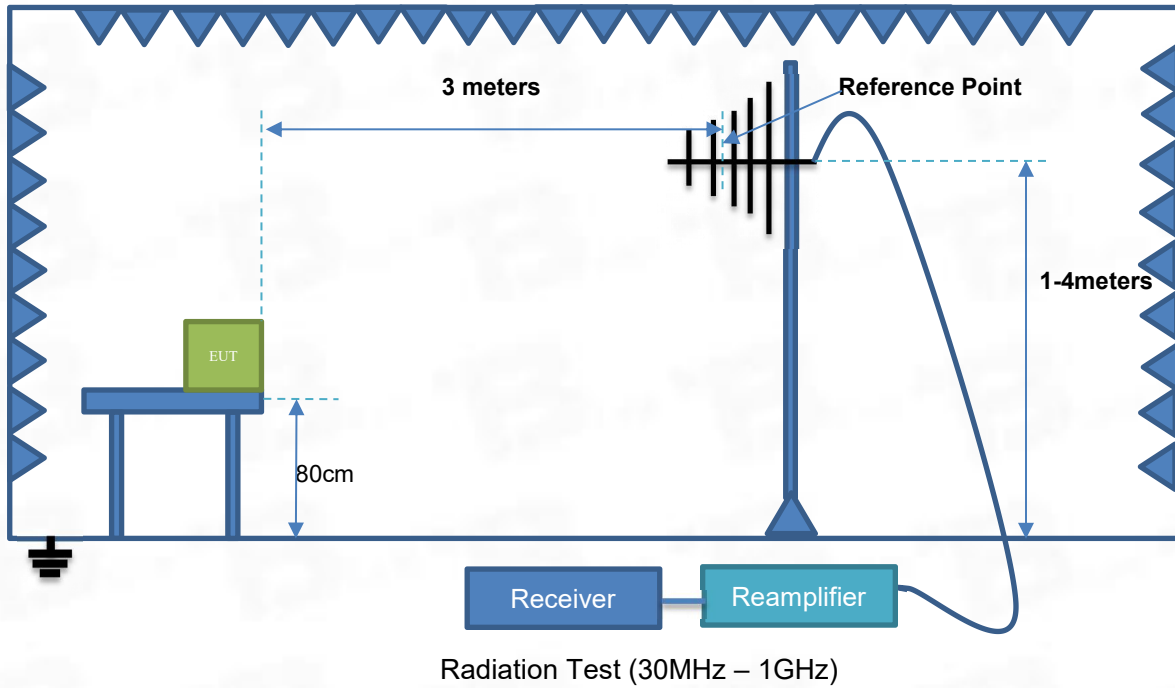 3 meters
Reference Point
1-4meters
EUT
80cm
Receiver
Reamplifier
Radiation Test (30MHz – 1GHz)